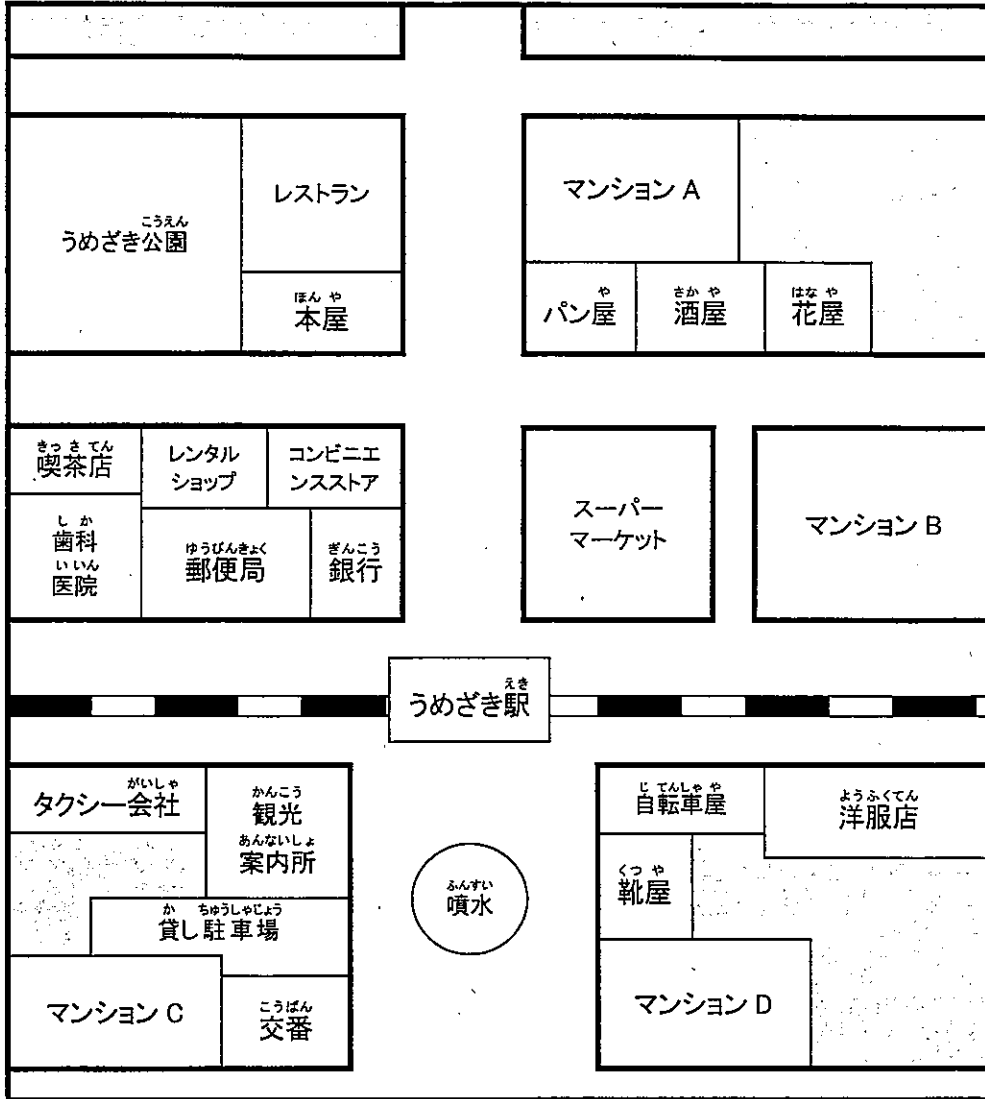 レストラン
マンション A
こうえん
うめざき公園
ほん や
本屋
や
パン屋
さか や
酒屋
はな や
花屋
きっ さ てん
喫茶店
レンタル
ショップ
コンビニエ
ンスストア
し か
歯科
い いん
医院
ゆうびんきょく
郵便局
ぎんこう
銀行
スーパー
マーケット
マンション B
えき
うめざき駅
がいしゃ
タクシー会社
かんこう
観光
あんないしょ
案内所
じ てんしゃ や
自転車屋
ようふくてん
洋服店
くつ や
靴屋
ふんすい
噴水
か ちゅうしゃじょう
貸し駐車場
マンション C
こうばん
交番
マンション D